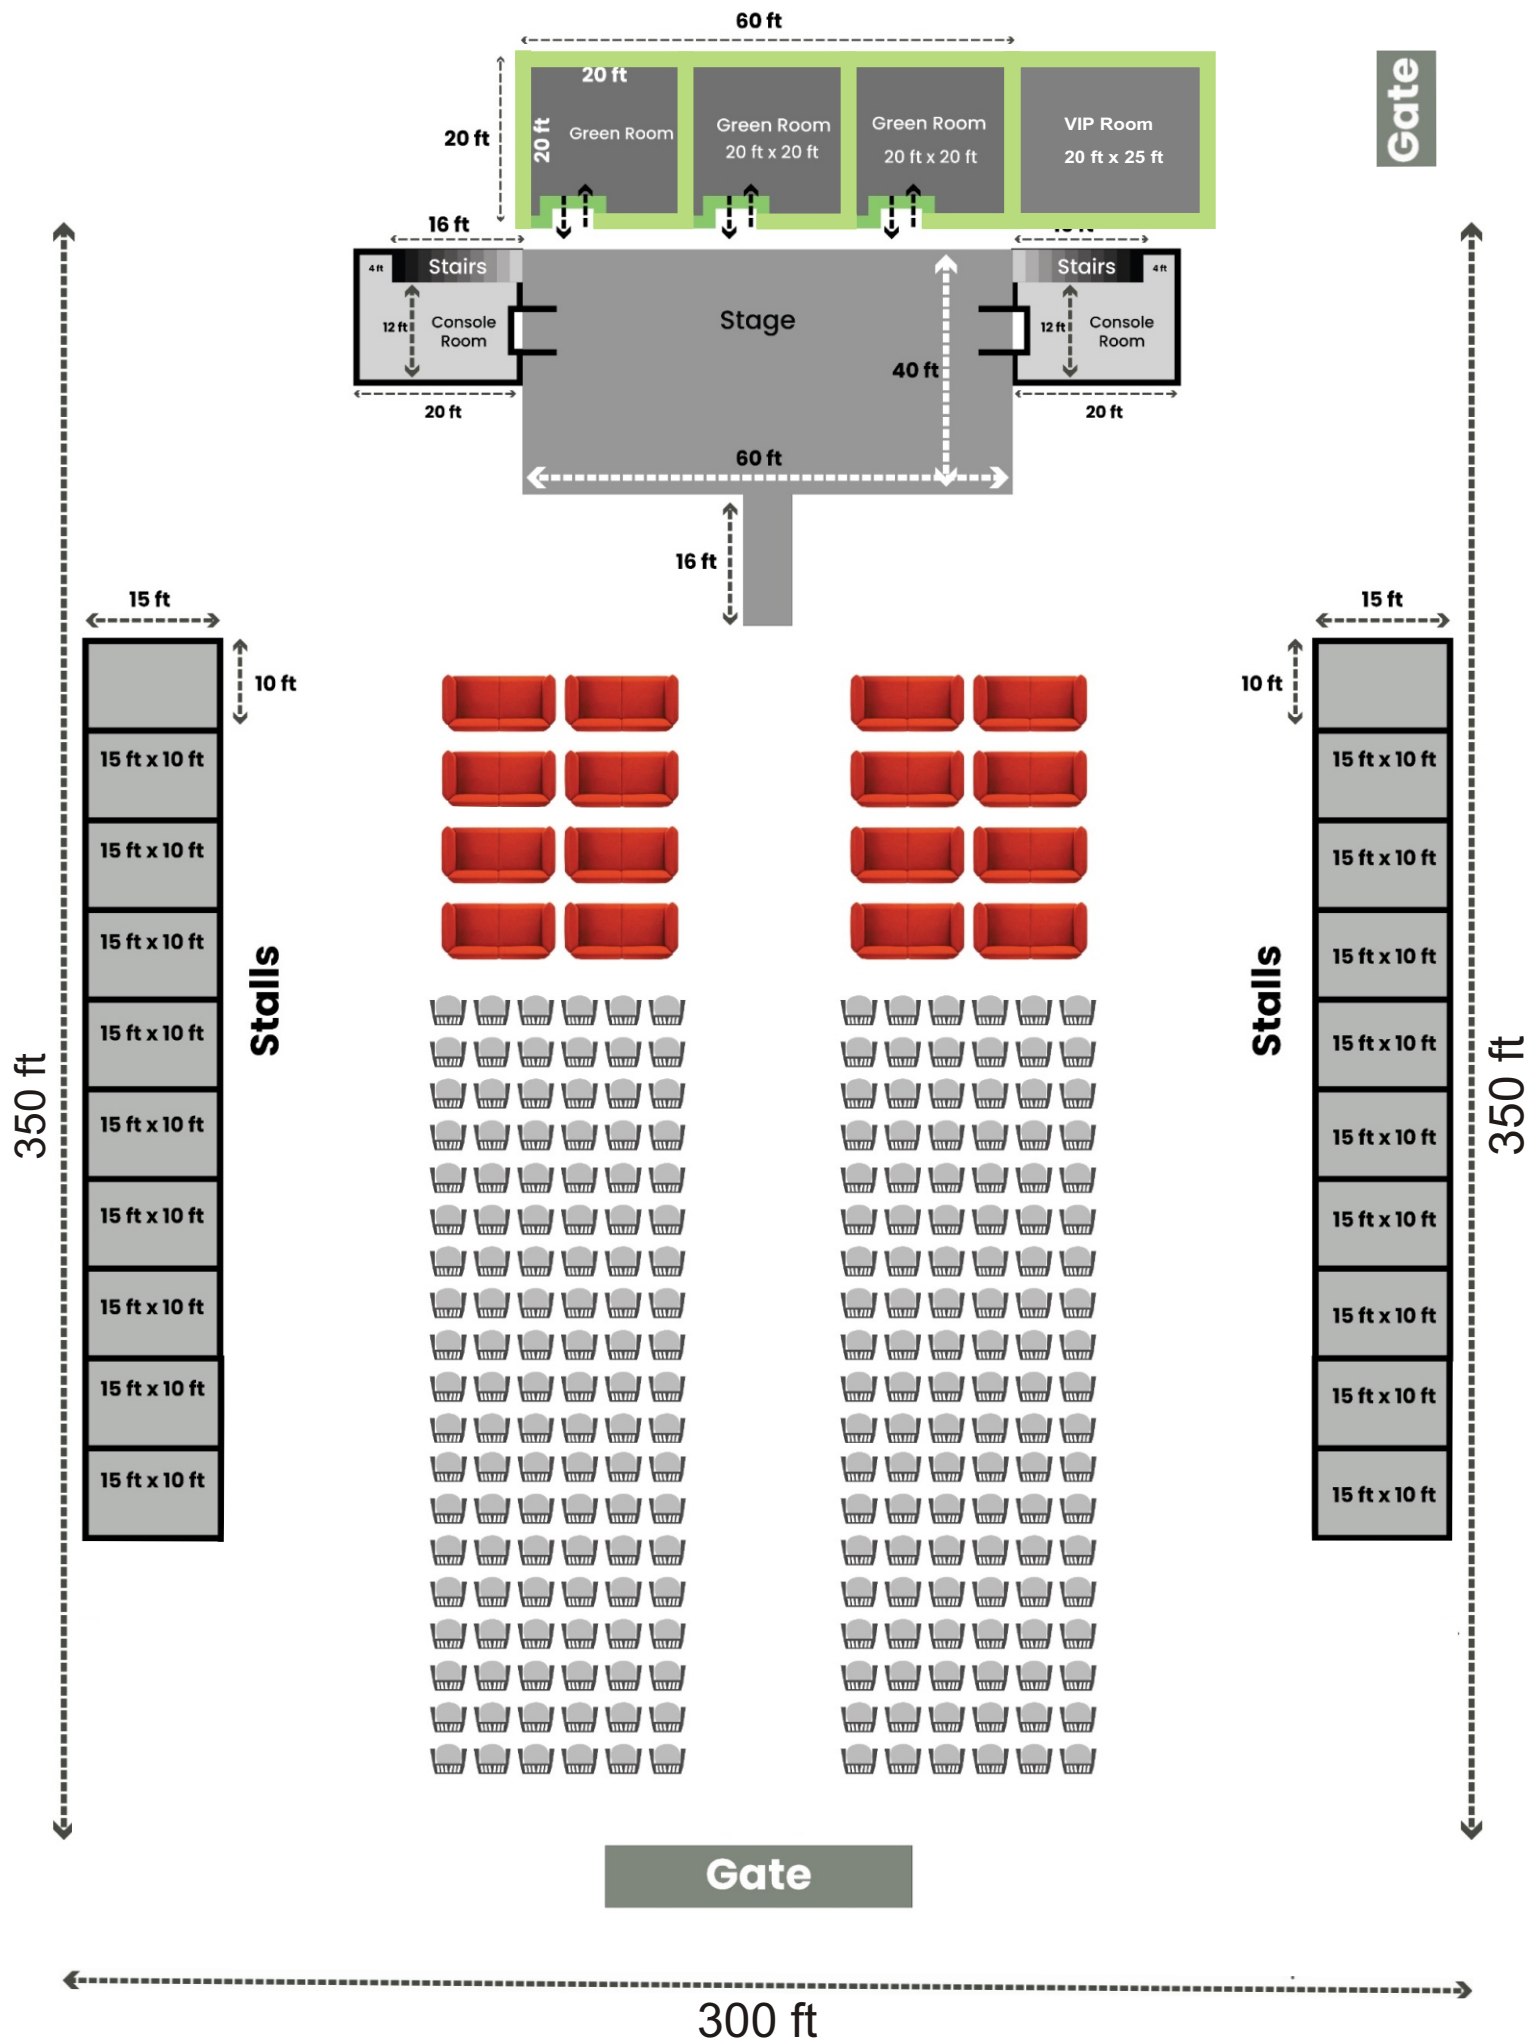 60 ft
Gate
20 ft
20 ft
20 ft
Green Room
Green Room
20 ft x 20 ft
Green Room
20 ft x 20 ft
VIP Room
20 ft x 25 ft
16 ft
4 ft
Stairs
12 ft
Console
Room
20 ft
Stage
40 ft
60 ft
Stairs
4 ft
12 ft
Console
Room
20 ft
16 ft
15 ft
10 ft
15 ft x 10 ft
15 ft x 10 ft
15 ft x 10 ft
15 ft x 10 ft
15 ft x 10 ft
15 ft x 10 ft
15 ft x 10 ft
15 ft x 10 ft
15 ft x 10 ft
Stalls
350 ft
15 ft
10 ft
15 ft x 10 ft
15 ft x 10 ft
15 ft x 10 ft
15 ft x 10 ft
15 ft x 10 ft
15 ft x 10 ft
15 ft x 10 ft
15 ft x 10 ft
15 ft x 10 ft
Stalls
350 ft
Gate
300 ft